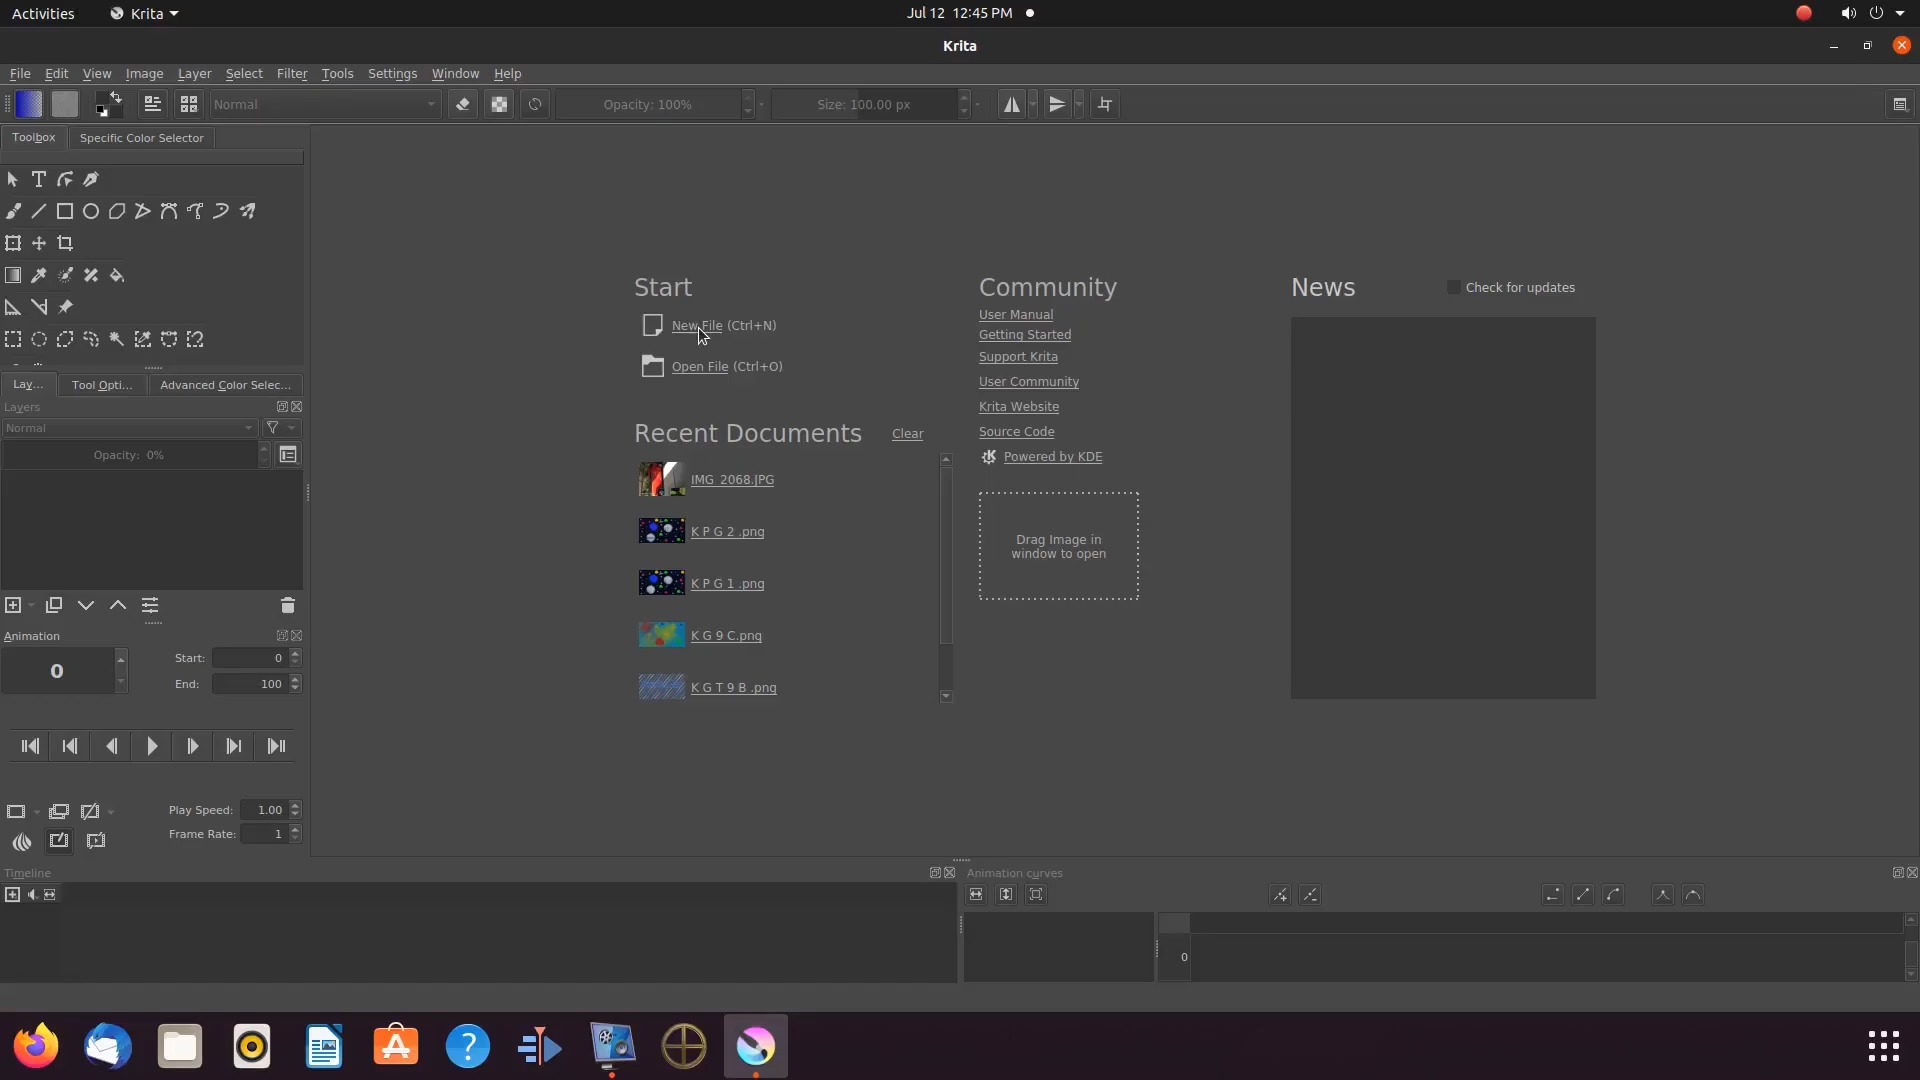 Activities
Krita
Jul 12 12:45 PM
Krita
File Edit View Image Layer Select Filter Tools Settings Window Help
Normal
Opacity: 100%
Size: 100.00 px
Toolbox
Specific Color Selector
Start
New File (Ctrl+N)
Open File (Ctrl+O)
Recent Documents
Clear
IMG_2068.JPG
K P G 2 .png
K P G 1 .png
K G 9 C.png
K G T 9 B .png
Community
User Manual
Getting Started
Support Krita
User Community
Krita Website
Source Code
Powered by KDE
Drag Image in
window to open
News
Check for updates
Lay...
Tool Opti...
Advanced Color Selec...
Layers
Normal
Opacity: 0%
Animation
0
Start: 0
End: 100
Play Speed: 1.00
Frame Rate: 1
Timeline
Animation curves
0